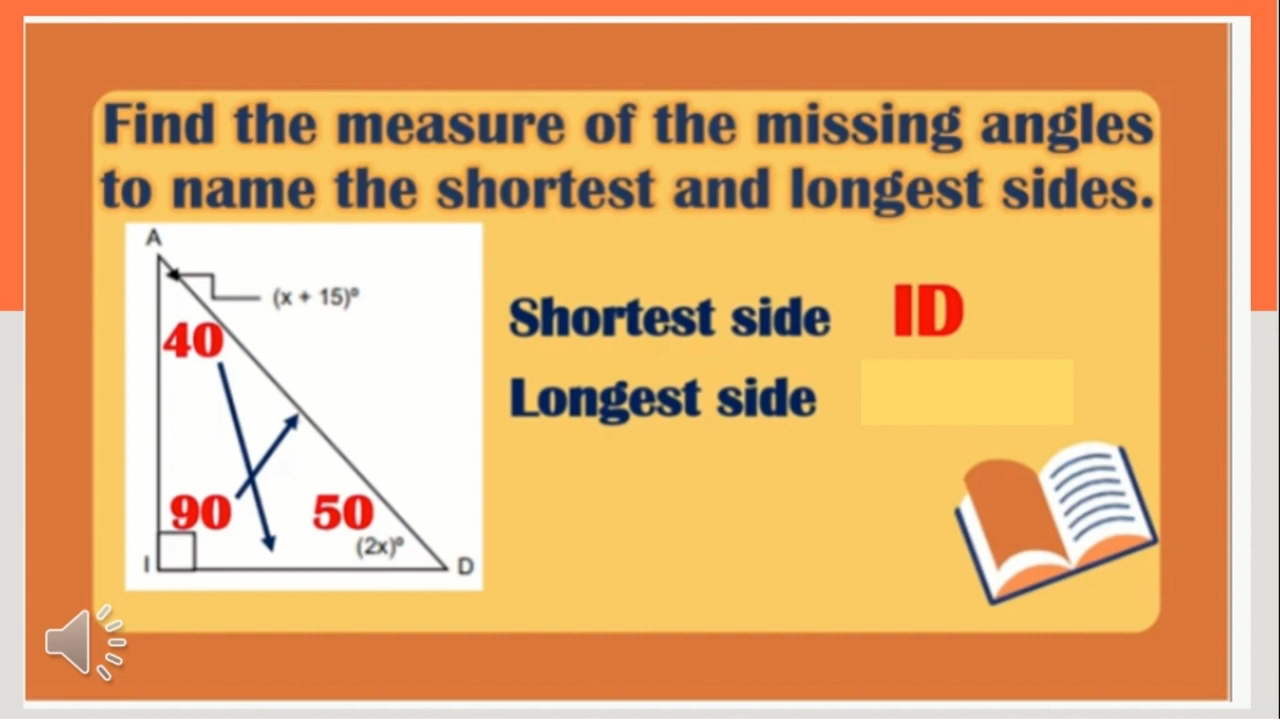 Find the measure of the missing angles
to name the shortest and longest sides.
A
(x + 15)º
40
90
50
(2x)º
I
D
Shortest side ID
Longest side